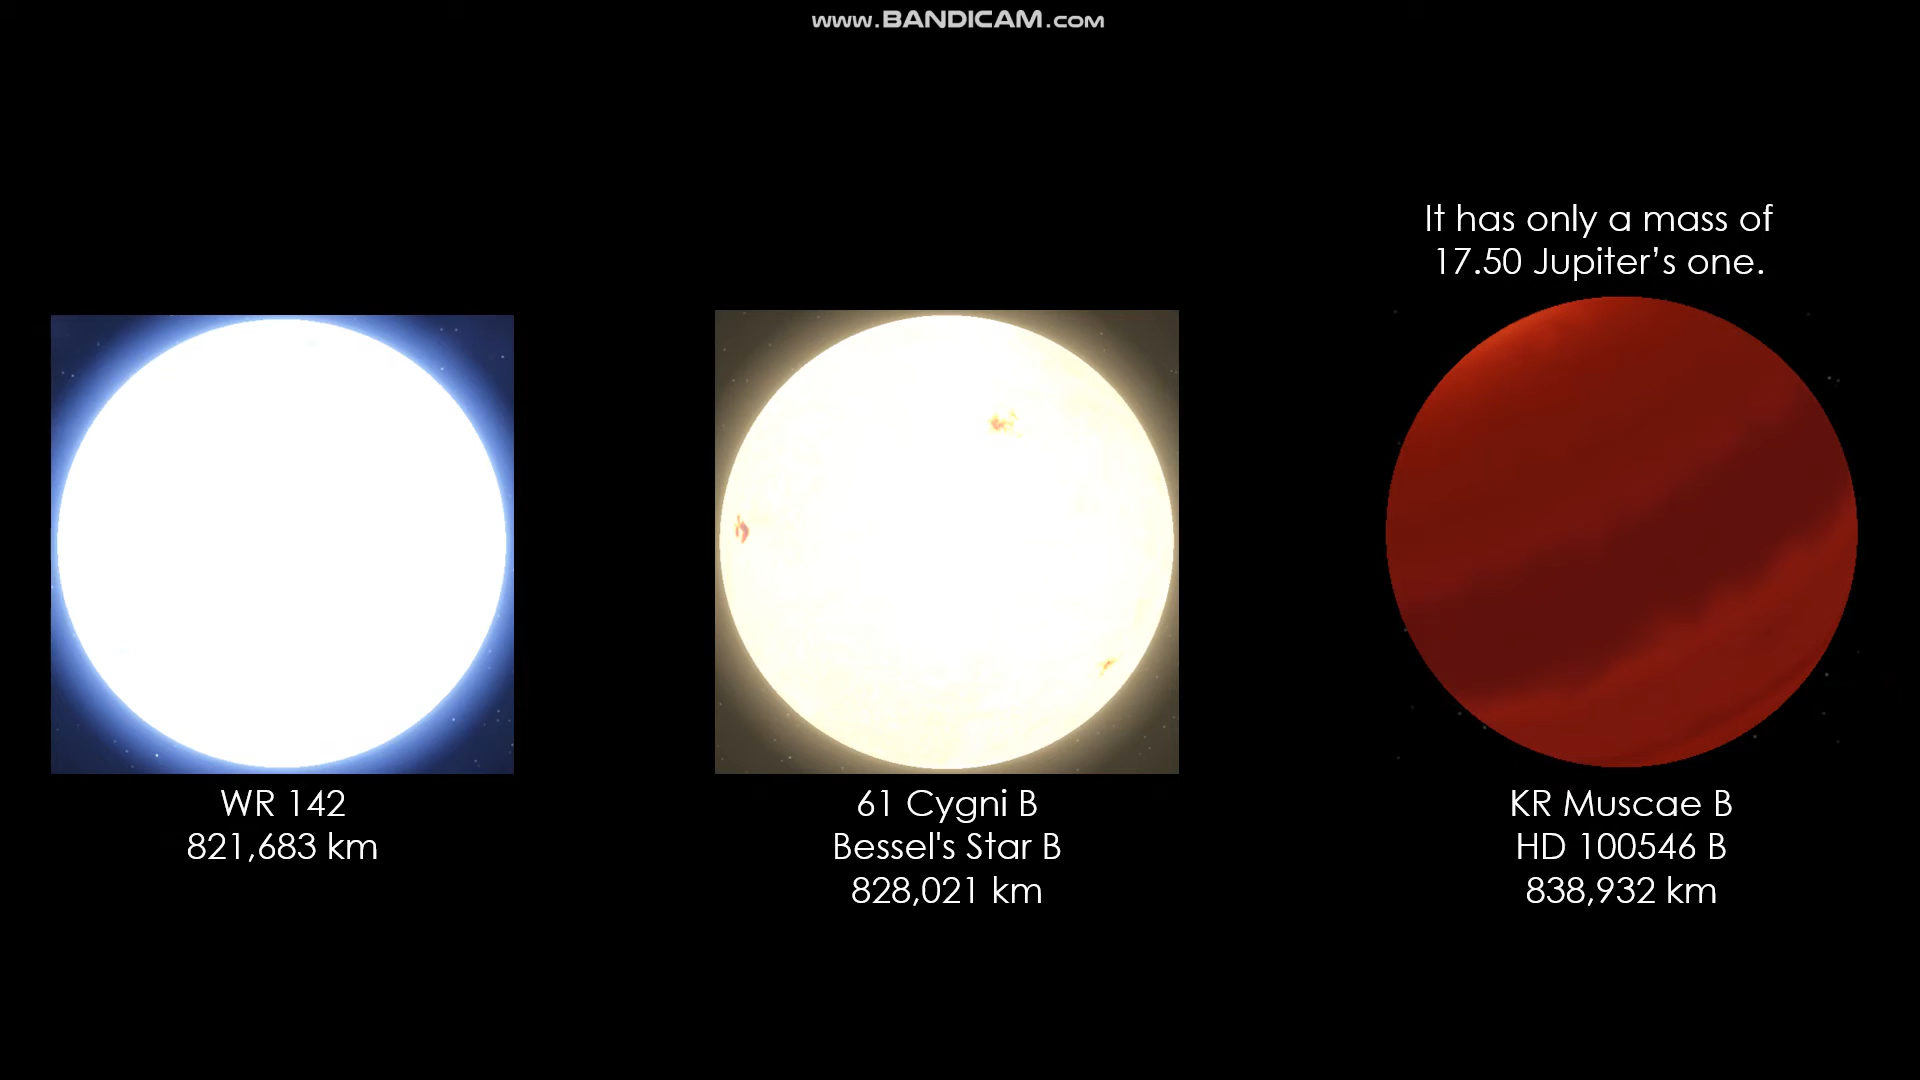 www.BANDICAM.com
It has only a mass of
17.50 Jupiter’s one.
WR 142
821,683 km
61 Cygni B
Bessel's Star B
828,021 km
KR Muscae B
HD 100546 B
838,932 km